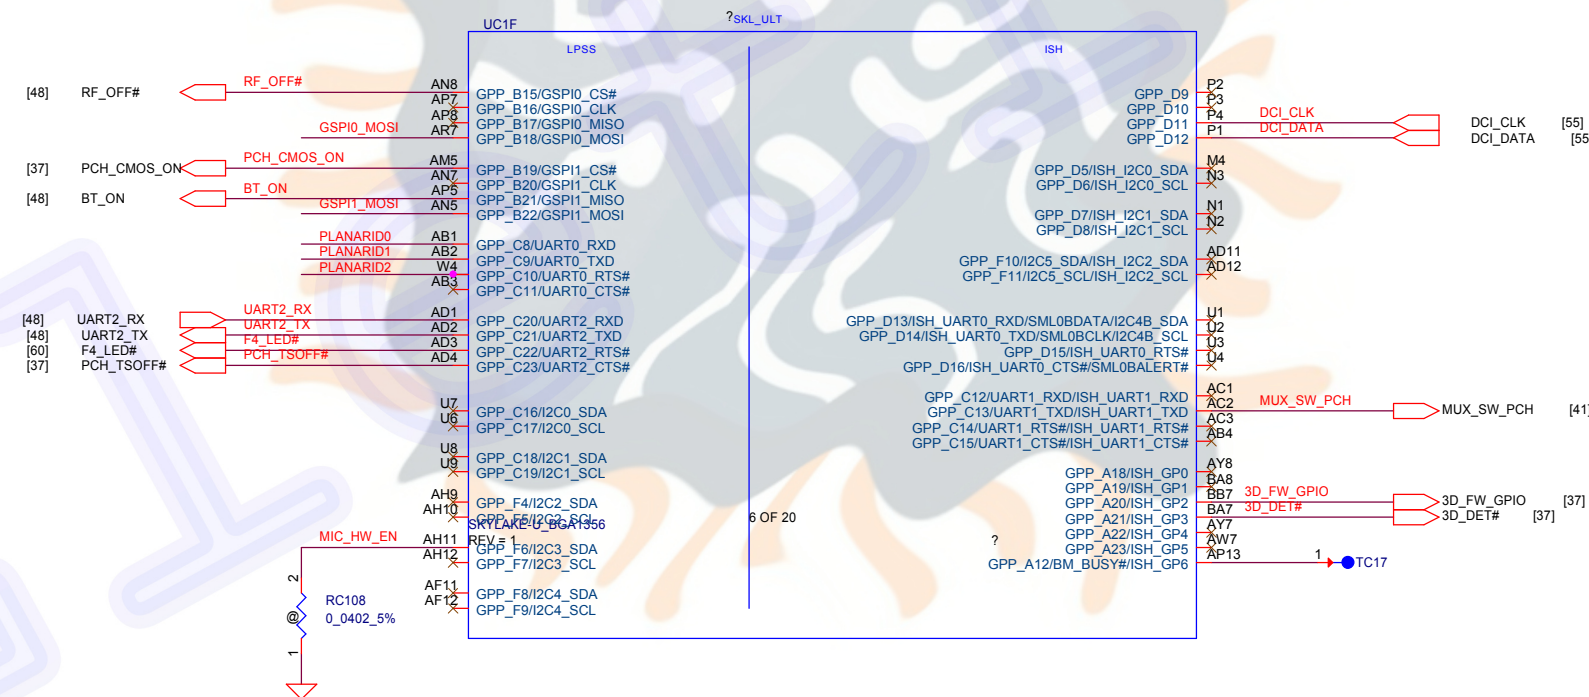 ?SKL_ULT
UC1F
LPSS
ISH
[48] RF_OFF# RF_OFF# AN8 GPP_B15/GSPI0_CS#
AP7 GPP_B16/GSPI0_CLK
AP8 GPP_B17/GSPI0_MISO
GSPI0_MOSI AR7 GPP_B18/GSPI0_MOSI
[37] PCH_CMOS_ON PCH_CMOS_ON AM5 GPP_B19/GSPI1_CS#
AN7 GPP_B20/GSPI1_CLK
[48] BT_ON BT_ON AP5 GPP_B21/GSPI1_MISO
GSPI1_MOSI AN5 GPP_B22/GSPI1_MOSI
PLANARID0 AB1 GPP_C8/UART0_RXD
PLANARID1 AB2 GPP_C9/UART0_TXD
PLANARID2 W4 GPP_C10/UART0_RTS#
AB3 GPP_C11/UART0_CTS#
[48] UART2_RX UART2_RX AD1 GPP_C20/UART2_RXD
[48] UART2_TX UART2_TX AD2 GPP_C21/UART2_TXD
[60] F4_LED# F4_LED# AD3 GPP_C22/UART2_RTS#
[37] PCH_TSOFF# PCH_TSOFF# AD4 GPP_C23/UART2_CTS#
U7 GPP_C16/I2C0_SDA
U6 GPP_C17/I2C0_SCL
U8 GPP_C18/I2C1_SDA
U9 GPP_C19/I2C1_SCL
AH9 GPP_F4/I2C2_SDA
AH10 GPP_F5/I2C2_SCL
SKYLAKE-U_BGA1356
REV = 1
MIC_HW_EN AH11 GPP_F6/I2C3_SDA
AH12 GPP_F7/I2C3_SCL
AF11 GPP_F8/I2C4_SDA
AF12 GPP_F9/I2C4_SCL
2
RC108
@ 0_0402_5%
1
6 OF 20
?
GPP_D9 P2
GPP_D10 P3
GPP_D11 P4 DCI_CLK DCI_CLK [55]
GPP_D12 P1 DCI_DATA DCI_DATA [55
GPP_D5/ISH_I2C0_SDA M4
GPP_D6/ISH_I2C0_SCL N3
GPP_D7/ISH_I2C1_SDA N1
GPP_D8/ISH_I2C1_SCL N2
GPP_F10/I2C5_SDA/ISH_I2C2_SDA AD11
GPP_F11/I2C5_SCL/ISH_I2C2_SCL AD12
GPP_D13/ISH_UART0_RXD/SML0BDATA/I2C4B_SDA U1
GPP_D14/ISH_UART0_TXD/SML0BCLK/I2C4B_SCL U2
GPP_D15/ISH_UART0_RTS# U3
GPP_D16/ISH_UART0_CTS#/SML0BALERT# U4
GPP_C12/UART1_RXD/ISH_UART1_RXD AC1
GPP_C13/UART1_TXD/ISH_UART1_TXD AC2 MUX_SW_PCH MUX_SW_PCH [41]
GPP_C14/UART1_RTS#/ISH_UART1_RTS# AC3
GPP_C15/UART1_CTS#/ISH_UART1_CTS# AB4
GPP_A18/ISH_GP0 AY8
GPP_A19/ISH_GP1 BA8
GPP_A20/ISH_GP2 BB7 3D_FW_GPIO 3D_FW_GPIO [37]
GPP_A21/ISH_GP3 BA7 3D_DET# 3D_DET# [37]
GPP_A22/ISH_GP4 AY7
GPP_A23/ISH_GP5 AW7
GPP_A12/BM_BUSY#/ISH_GP6 AP13 1 TC17